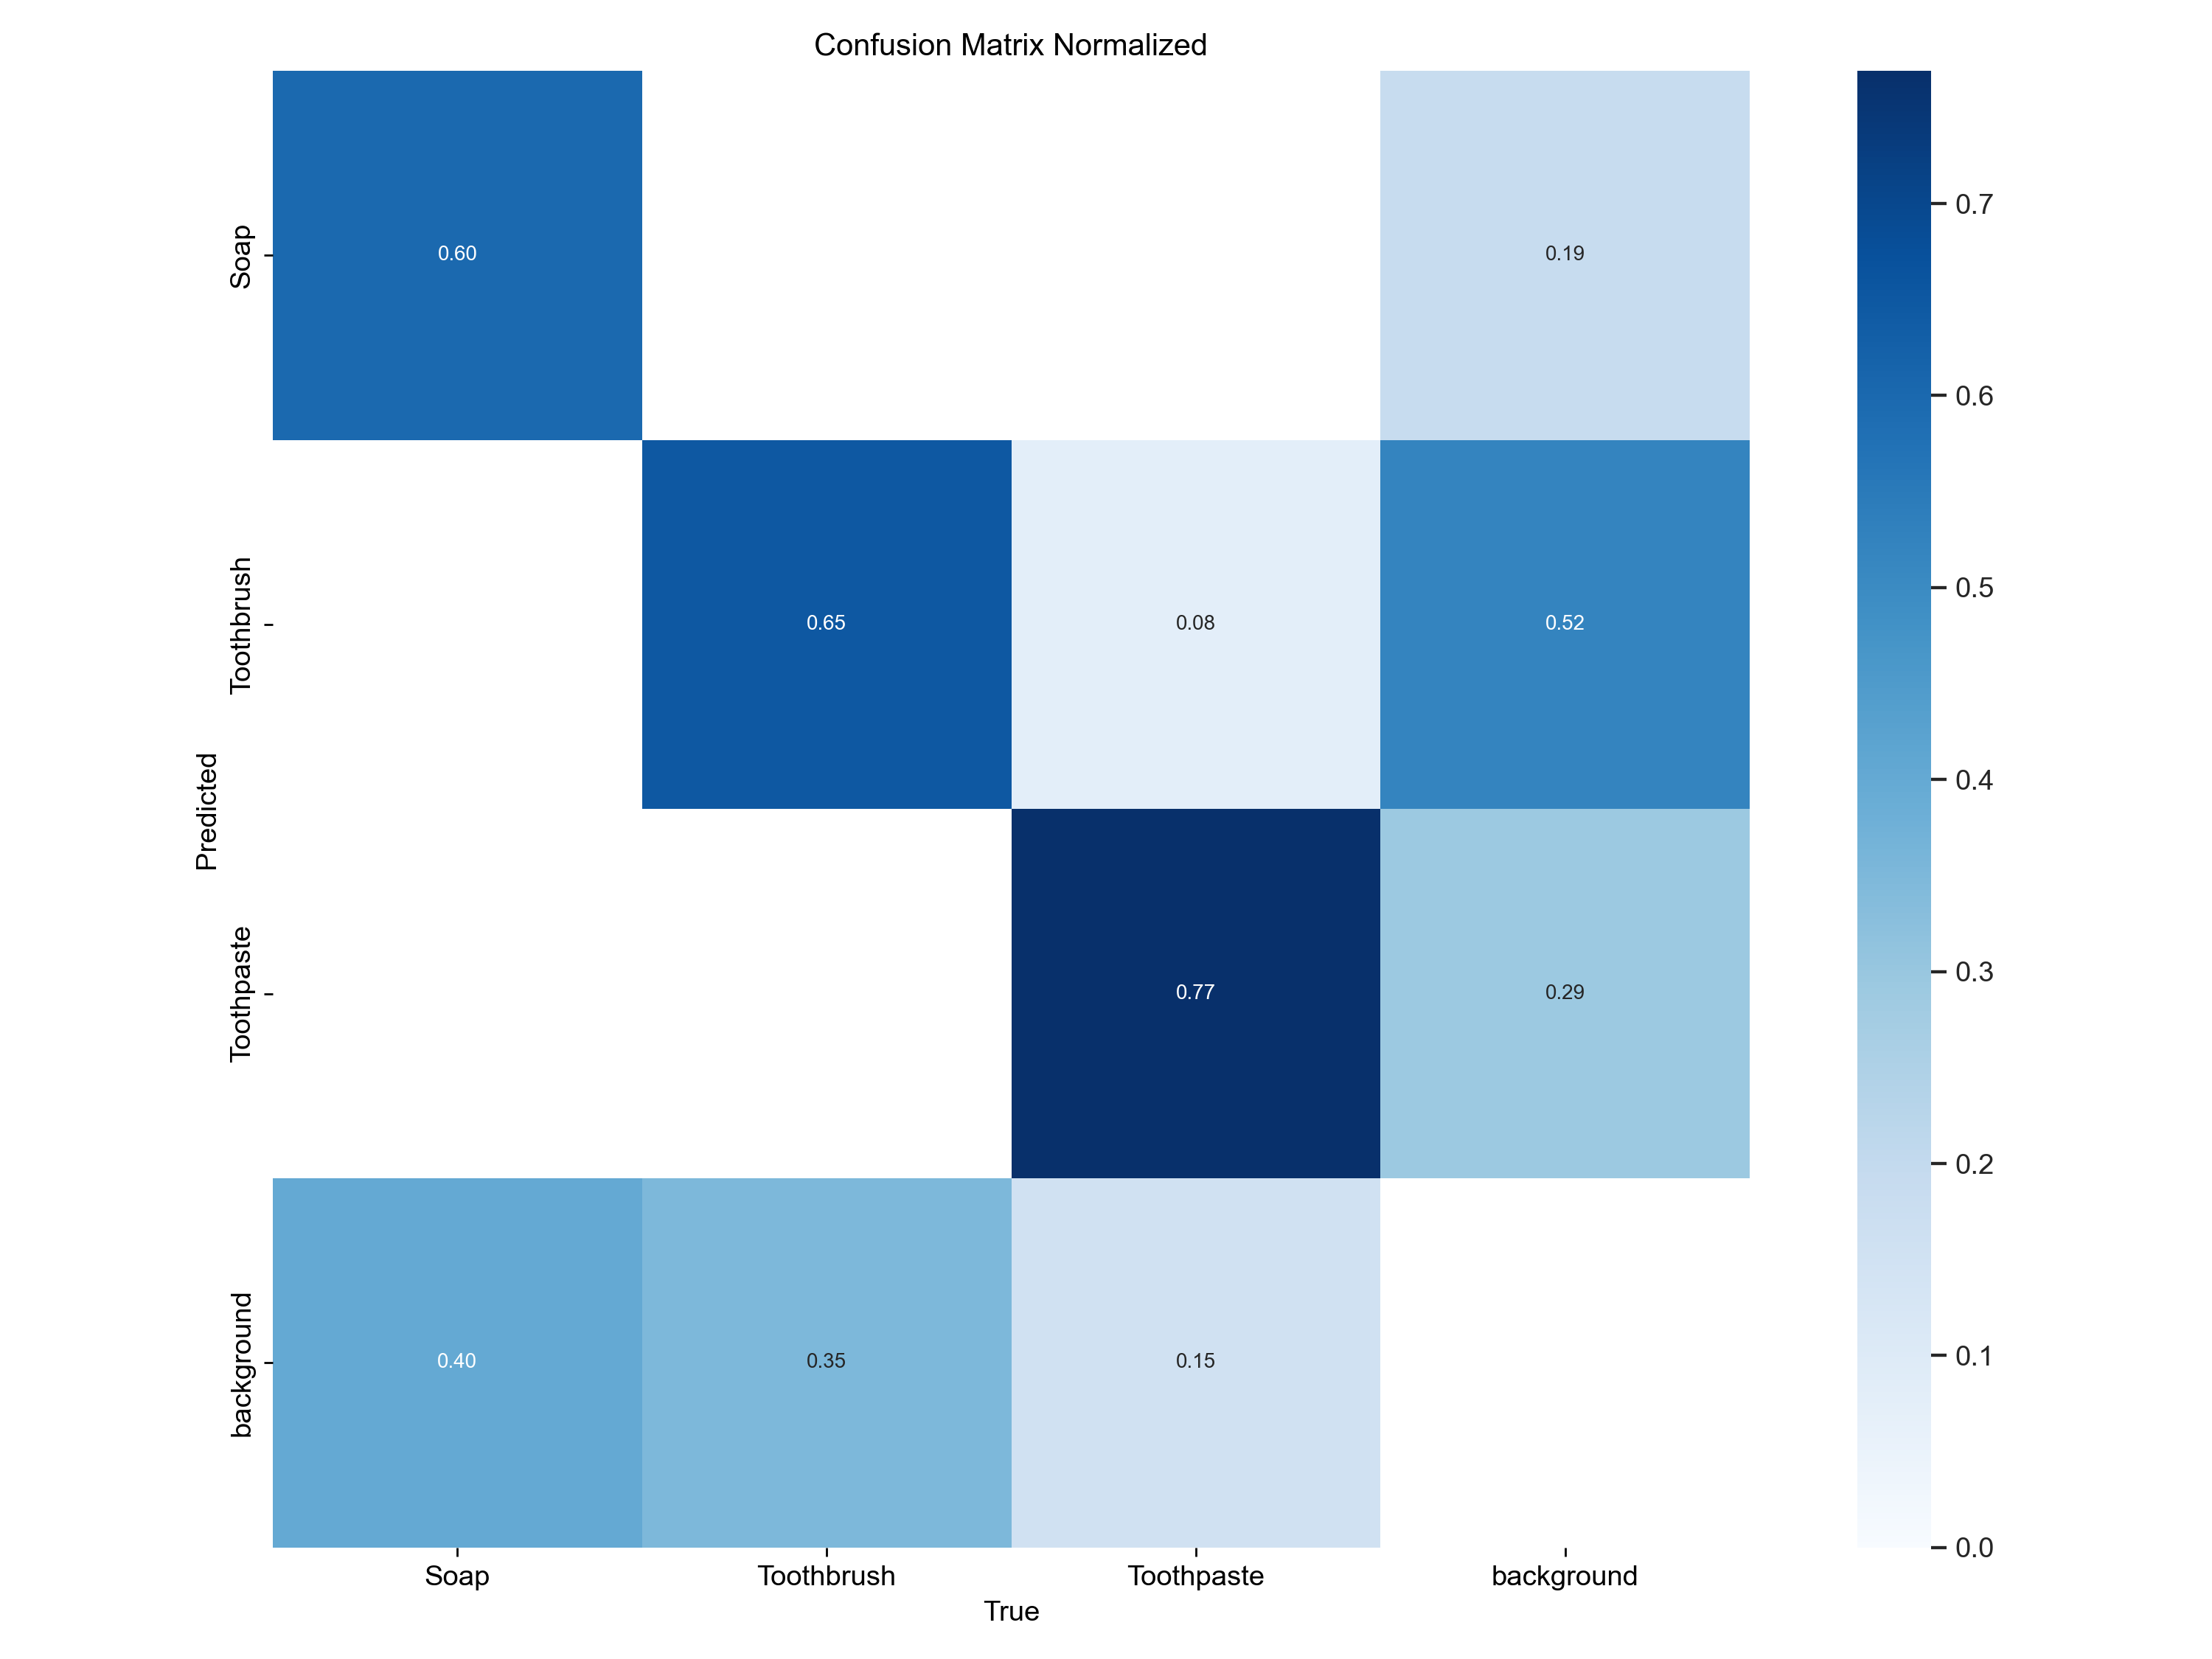 Confusion Matrix Normalized
Soap
0.60
0.19
0.7
0.6
Toothbrush
0.65
0.08
0.52
0.5
0.4
Predicted
Toothpaste
0.77
0.29
0.3
0.2
background
0.40
0.35
0.15
0.1
0.0
Soap Toothbrush Toothpaste background
True